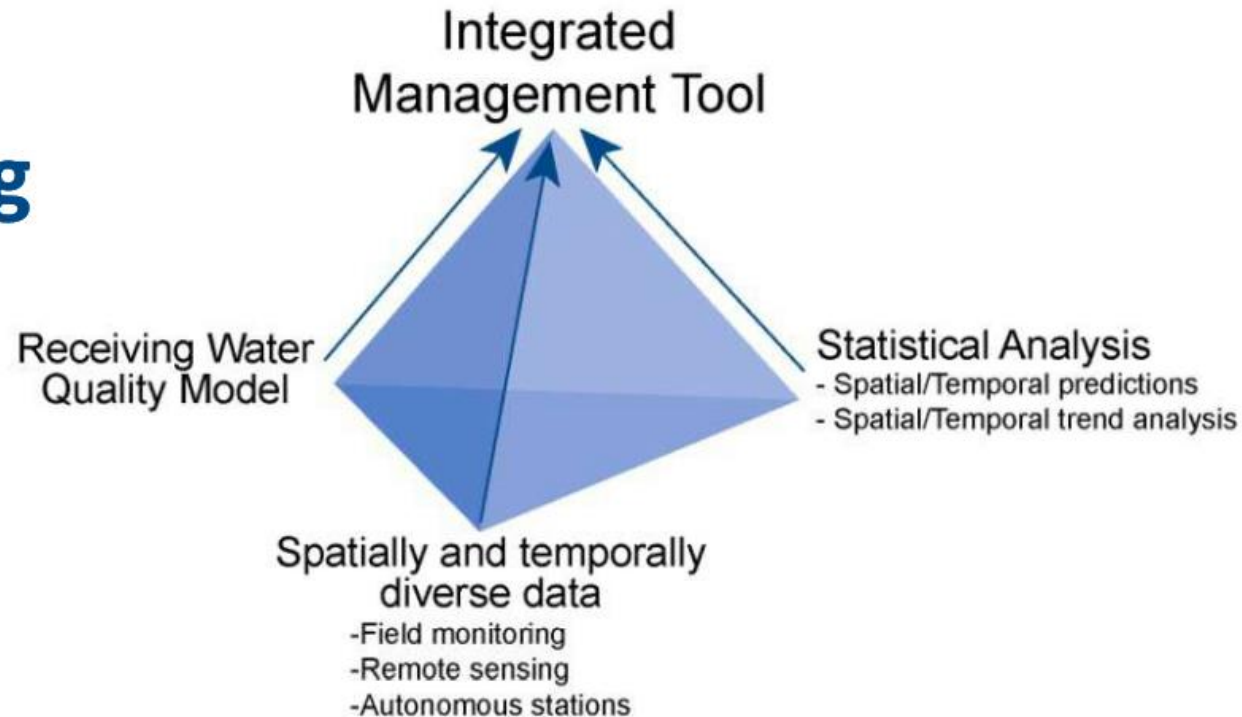 Integrated
Management Tool
g
Receiving Water
Quality Model
Statistical Analysis
- Spatial/Temporal predictions
- Spatial/Temporal trend analysis
Spatially and temporally
diverse data
-Field monitoring
-Remote sensing
-Autonomous stations